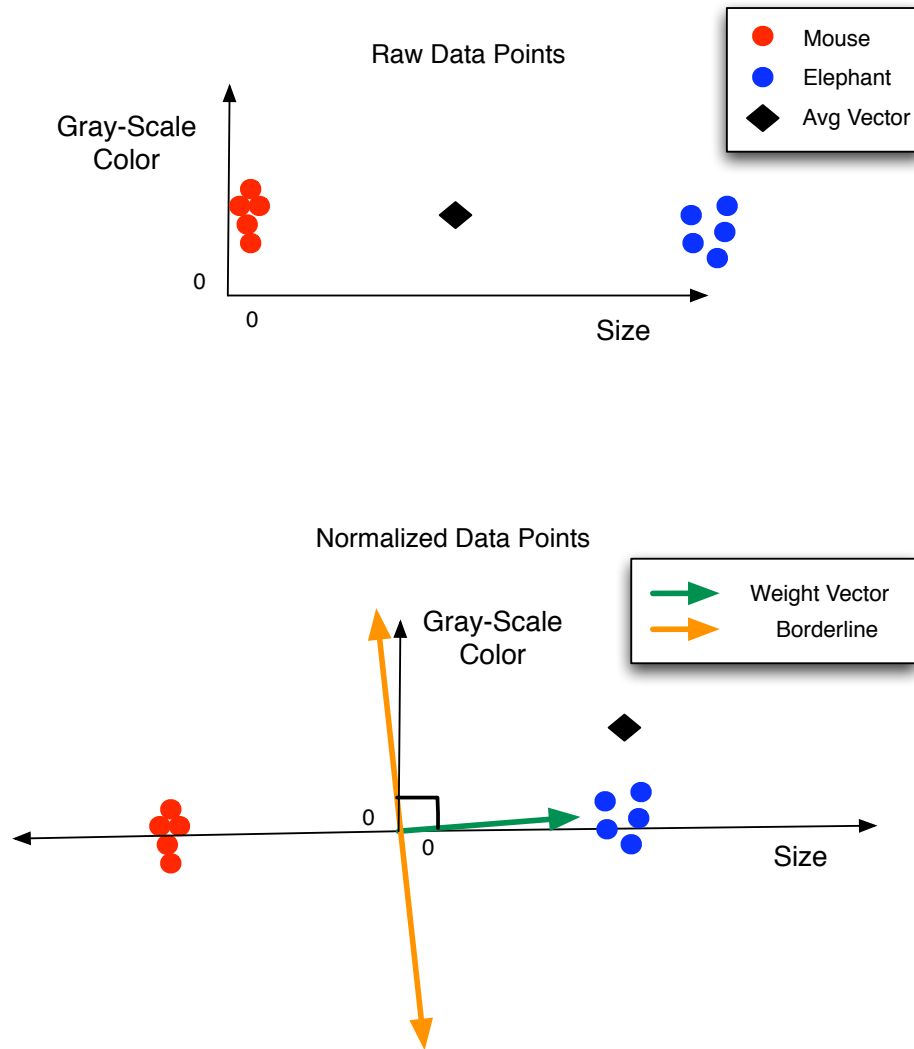 Raw Data Points
Mouse
Elephant
Avg Vector
Gray-Scale
Color
0
0
Size
Normalized Data Points
Weight Vector
Borderline
Gray-Scale
Color
0
0
Size